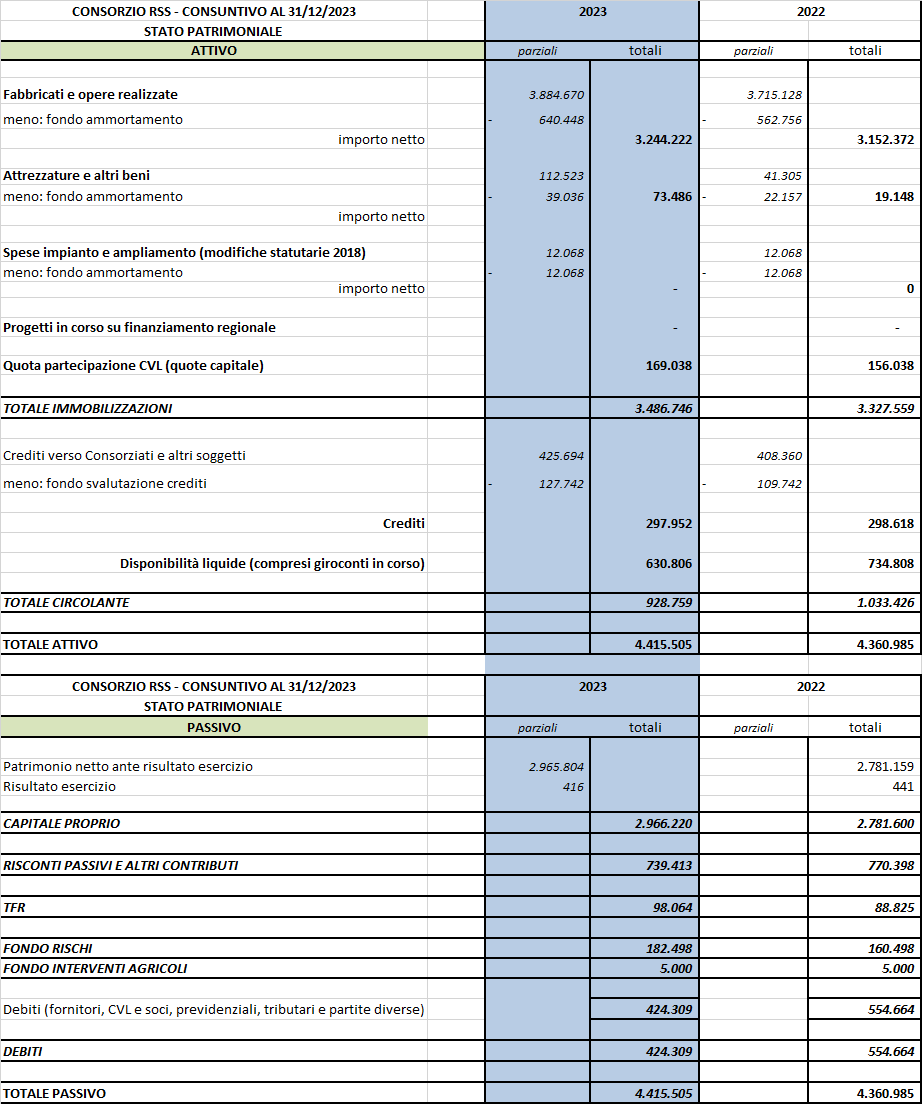 CONSORZIO RSS - CONSUNTIVO AL 31/12/2023 2023 2022
STATO PATRIMONIALE
ATTIVO parziali totali parziali totali
Fabbricati e opere realizzate 3.884.670 3.715.128
meno: fondo ammortamento - 640.448 - 562.756
importo netto 3.244.222 3.152.372
Attrezzature e altri beni 112.523 41.305
meno: fondo ammortamento - 39.036 73.486 - 22.157 19.148
importo netto
Spese impianto e ampliamento (modifiche statutarie 2018) 12.068 12.068
meno: fondo ammortamento - 12.068 - 12.068
importo netto - 0
Progetti in corso su finanziamento regionale - -
Quota partecipazione CVL (quote capitale) 169.038 156.038
TOTALE IMMOBILIZZAZIONI 3.486.746 3.327.559
Crediti verso Consorziati e altri soggetti 425.694 408.360
meno: fondo svalutazione crediti - 127.742 - 109.742
Crediti 297.952 298.618
Disponibilità liquide (compresi giroconti in corso) 630.806 734.808
TOTALE CIRCOLANTE 928.759 1.033.426
TOTALE ATTIVO 4.415.505 4.360.985
CONSORZIO RSS - CONSUNTIVO AL 31/12/2023 2023 2022
STATO PATRIMONIALE
PASSIVO parziali totali parziali totali
Patrimonio netto ante risultato esercizio 2.965.804 2.781.159
Risultato esercizio 416 441
CAPITALE PROPRIO 2.966.220 2.781.600
RISCONTI PASSIVI E ALTRI CONTRIBUTI 739.413 770.398
TFR 98.064 88.825
FONDO RISCHI 182.498 160.498
FONDO INTERVENTI AGRICOLI 5.000 5.000
Debiti (fornitori, CVL e soci, previdenziali, tributari e partite diverse) 424.309 554.664
DEBITI 424.309 554.664
TOTALE PASSIVO 4.415.505 4.360.985